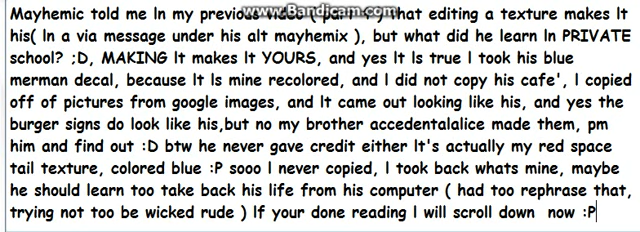 www.Bandicam.com
Mayhemic told me In my previous video ( that editing a texture makes It
his( In a via message under his alt mayhemix ), but what did he learn In PRIVATE
school? ;D, MAKING It makes It YOURS, and yes It Is true I took his blue
merman decal, because It Is mine recolored, and I did not copy his cafe', I copied
off of pictures from google images, and It came out looking like his, and yes the
burger signs do look like his,but no my brother accedentalalice made them, pm
him and find out :D btw he never gave credit either It's actually my red space
tail texture, colored blue :P sooo I never copied, I took back whats mine, maybe
he should learn too take back his life from his computer ( had too rephrase that,
trying not too be wicked rude ) If your done reading I will scroll down now :P